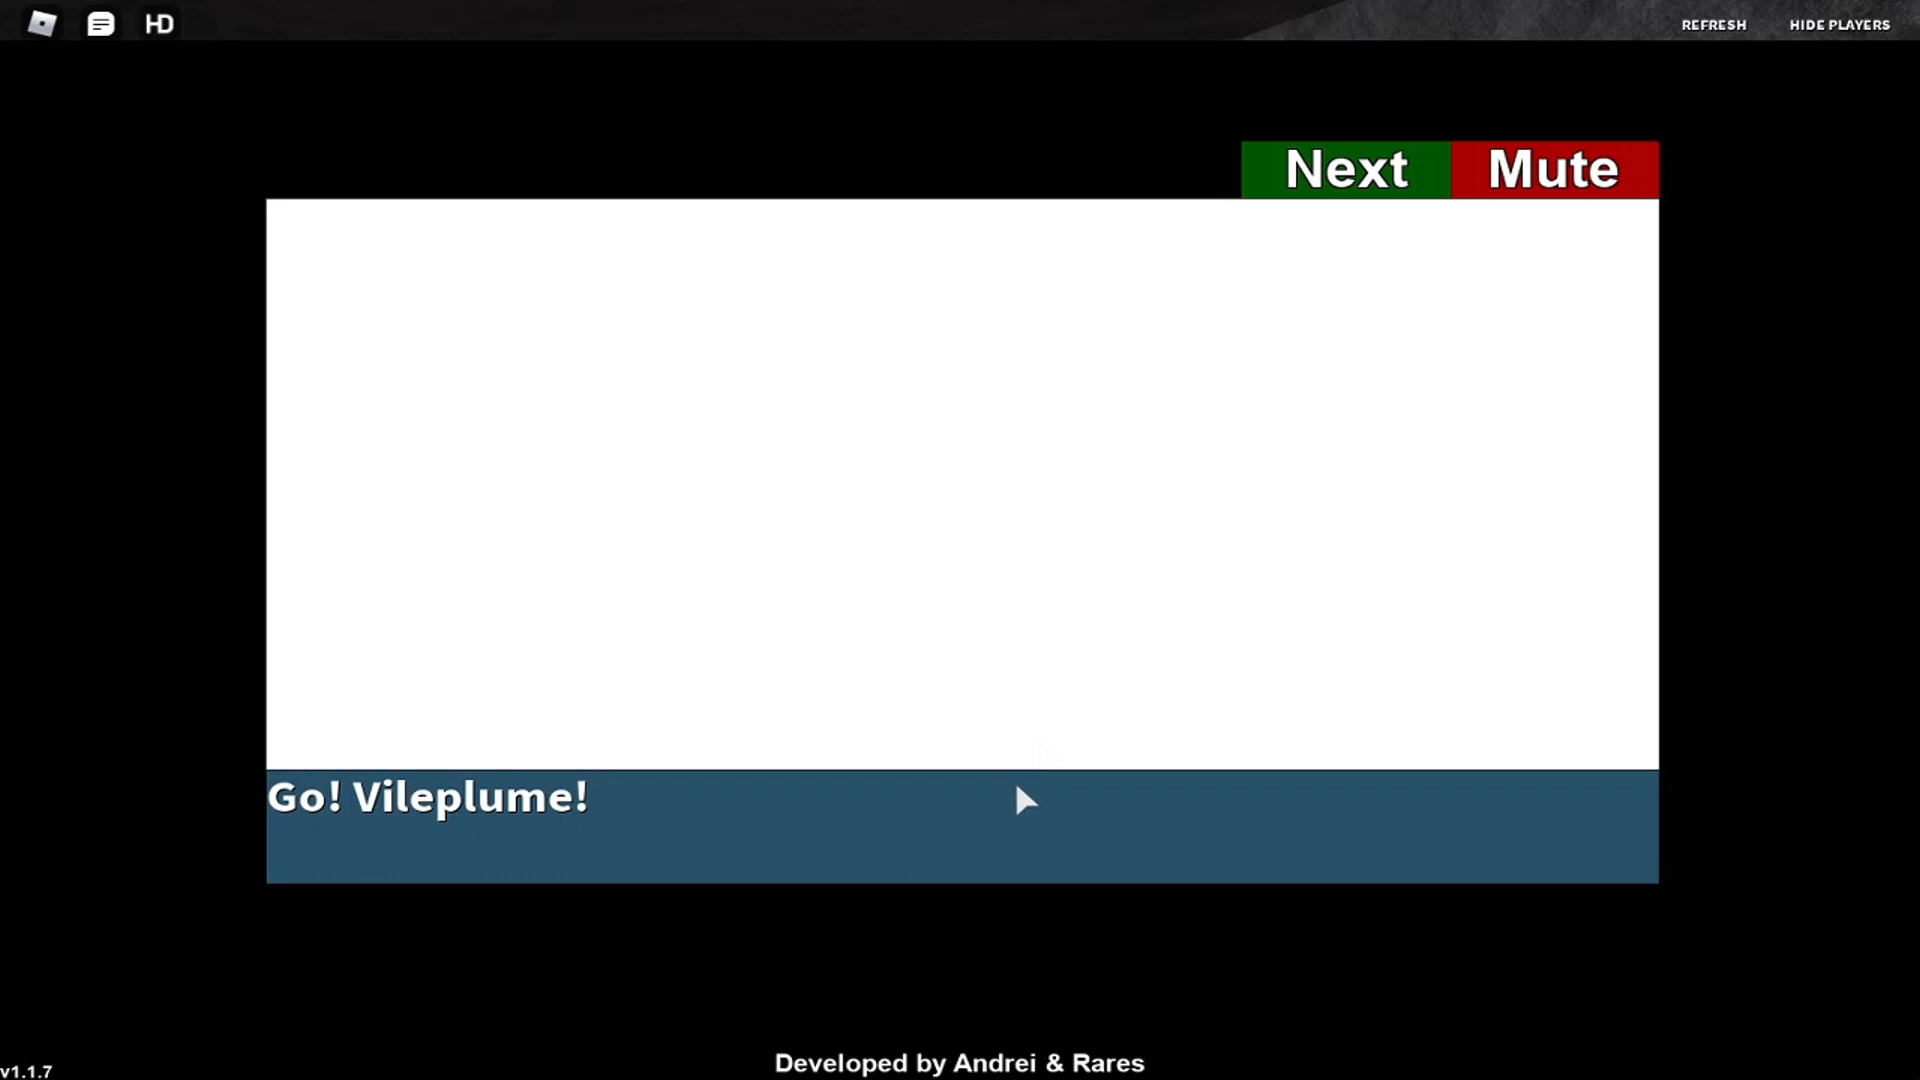 HD
REFRESH
HIDE PLAYERS
Next
Mute
Go! Vileplume!
Developed by Andrei & Rares
v1.1.7